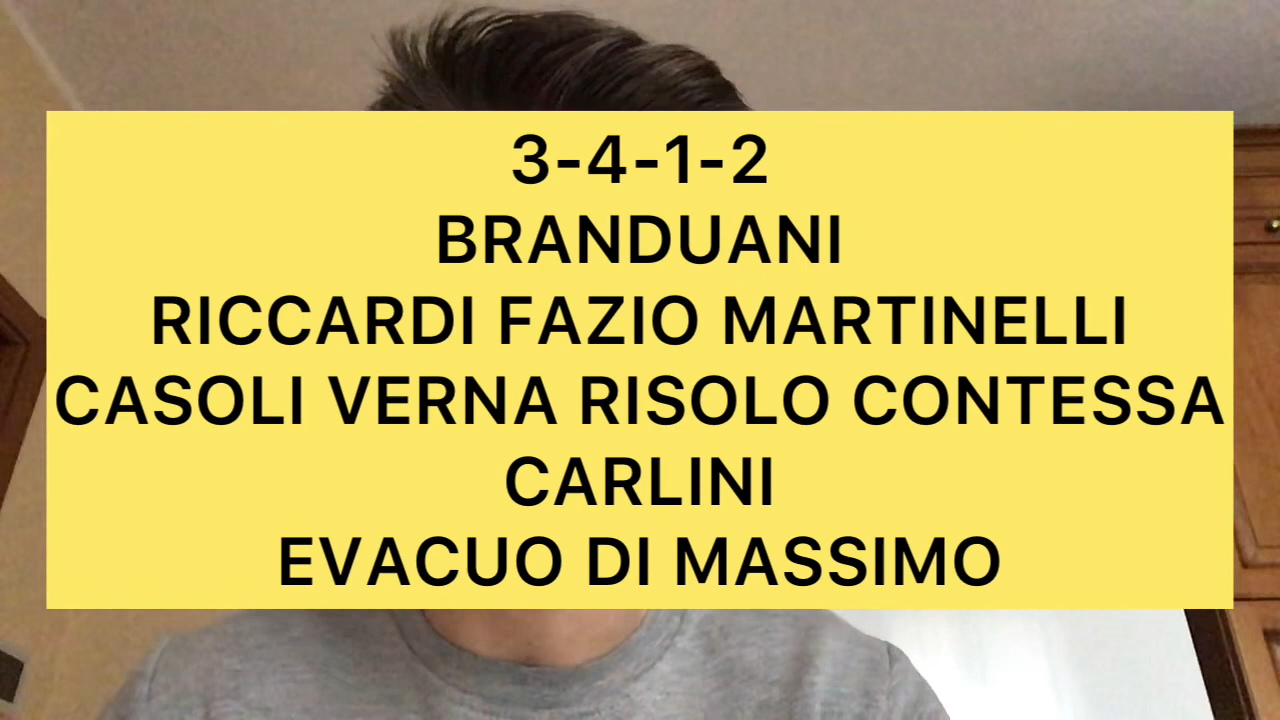 3-4-1-2
BRANDUANI
RICCARDI FAZIO MARTINELLI
CASOLI VERNA RISOLO CONTESSA
CARLINI
EVACUO DI MASSIMO